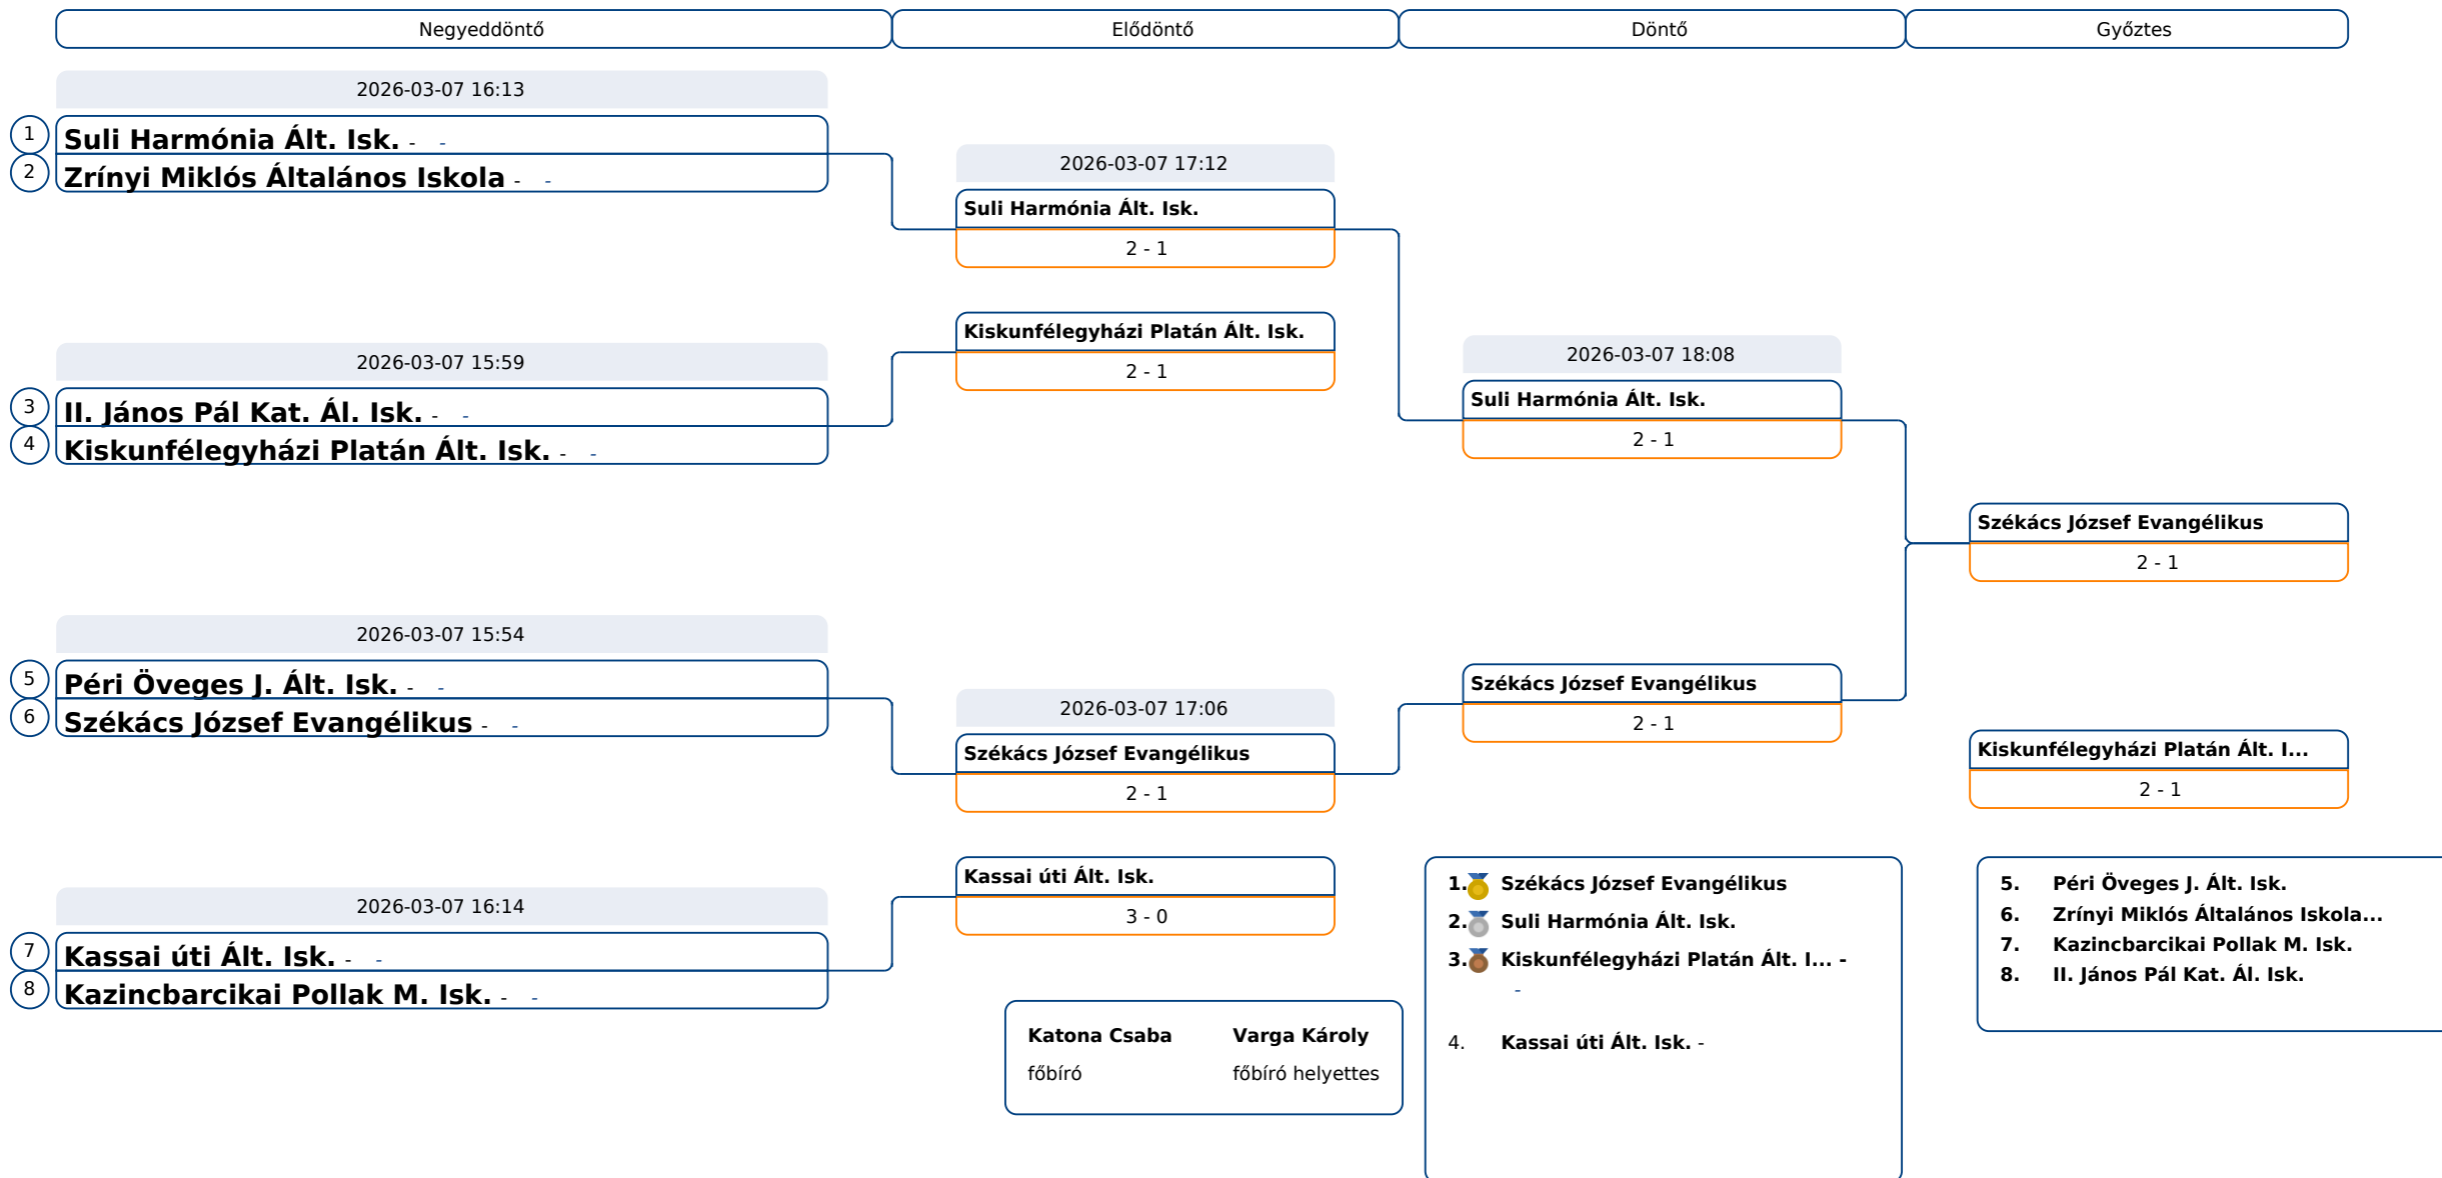 Negyeddöntő
Elődöntő
Döntő
Győztes
2026-03-07 16:13
1 Suli Harmónia Ált. Isk. - -
2 Zrínyi Miklós Általános Iskola - -
2026-03-07 17:12
Suli Harmónia Ált. Isk.
2 - 1
Kiskunfélegyházi Platán Ált. Isk.
2 - 1
2026-03-07 15:59
3 II. János Pál Kat. Ál. Isk. - -
4 Kiskunfélegyházi Platán Ált. Isk. - -
2026-03-07 18:08
Suli Harmónia Ált. Isk.
2 - 1
Székács József Evangélikus
2 - 1
2026-03-07 15:54
5 Péri Öveges J. Ált. Isk. - -
6 Székács József Evangélikus - -
2026-03-07 17:06
Székács József Evangélikus
2 - 1
Székács József Evangélikus
2 - 1
Kiskunfélegyházi Platán Ált. I...
2 - 1
Kassai úti Ált. Isk.
3 - 0
2026-03-07 16:14
7 Kassai úti Ált. Isk. - -
8 Kazincbarcikai Pollak M. Isk. - -
Katona Csaba Varga Károly
főbíró főbíró helyettes
1. Székács József Evangélikus
2. Suli Harmónia Ált. Isk.
3. Kiskunfélegyházi Platán Ált. I... -
-
4. Kassai úti Ált. Isk. -
5. Péri Öveges J. Ált. Isk.
6. Zrínyi Miklós Általános Iskola...
7. Kazincbarcikai Pollak M. Isk.
8. II. János Pál Kat. Ál. Isk.